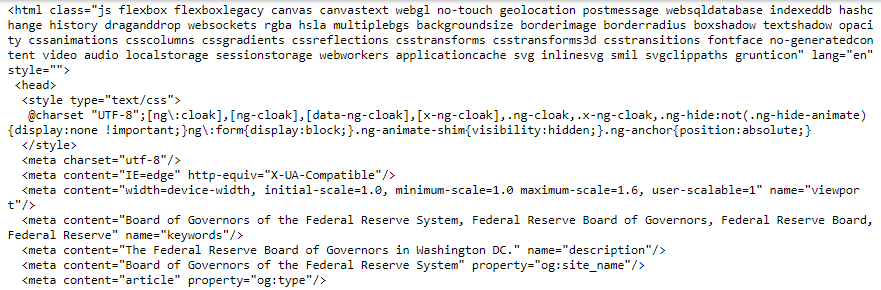 <html class="js flexbox flexboxlegacy canvas canvastext webgl no-touch geolocation postmessage websqldatabase indexeddb hashc
hange history draganddrop websockets rgba hsla multiplebgs backgroundsize borderimage borderradius boxshadow textshadow opaci
ty cssanimations csscolumns cssgradients cssreflections csstransforms csstransforms3d csstransitions fontface no-generatedcon
tent video audio localstorage sessionstorage webworkers applicationcache svg inlinesvg smil svgclippaths grunticon" lang="en"
style="">
<head>
<style type="text/css">
@charset "UTF-8";[ng\:cloak],[ng-cloak],[data-ng-cloak],[x-ng-cloak],.ng-cloak,.x-ng-cloak,.ng-hide:not(.ng-hide-animate)
{display:none !important;}ng\:form{display:block;}.ng-animate-shim{visibility:hidden;}.ng-anchor{position:absolute;}
</style>
<meta charset="utf-8"/>
<meta content="IE=edge" http-equiv="X-UA-Compatible"/>
<meta content="width=device-width, initial-scale=1.0, minimum-scale=1.0 maximum-scale=1.6, user-scalable=1" name="viewpor
t"/>
<meta content="Board of Governors of the Federal Reserve System, Federal Reserve Board of Governors, Federal Reserve Board,
Federal Reserve" name="keywords"/>
<meta content="The Federal Reserve Board of Governors in Washington DC." name="description"/>
<meta content="Board of Governors of the Federal Reserve System" property="og:site_name"/>
<meta content="article" property="og:type"/>